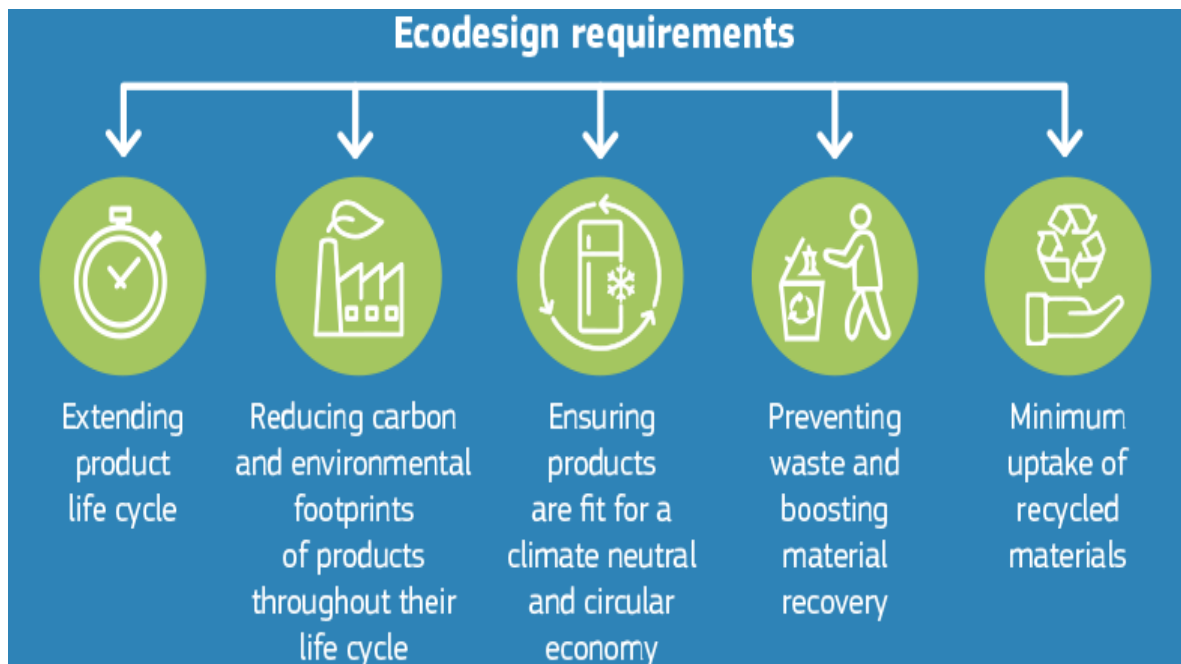 Ecodesign requirements
Extending
product
life cycle
Reducing carbon
and environmental
footprints
of products
throughout their
life cycle
Ensuring
products
are fit for a
climate neutral
and circular
economy
Preventing
waste and
boosting
material
recovery
Minimum
uptake of
recycled
materials